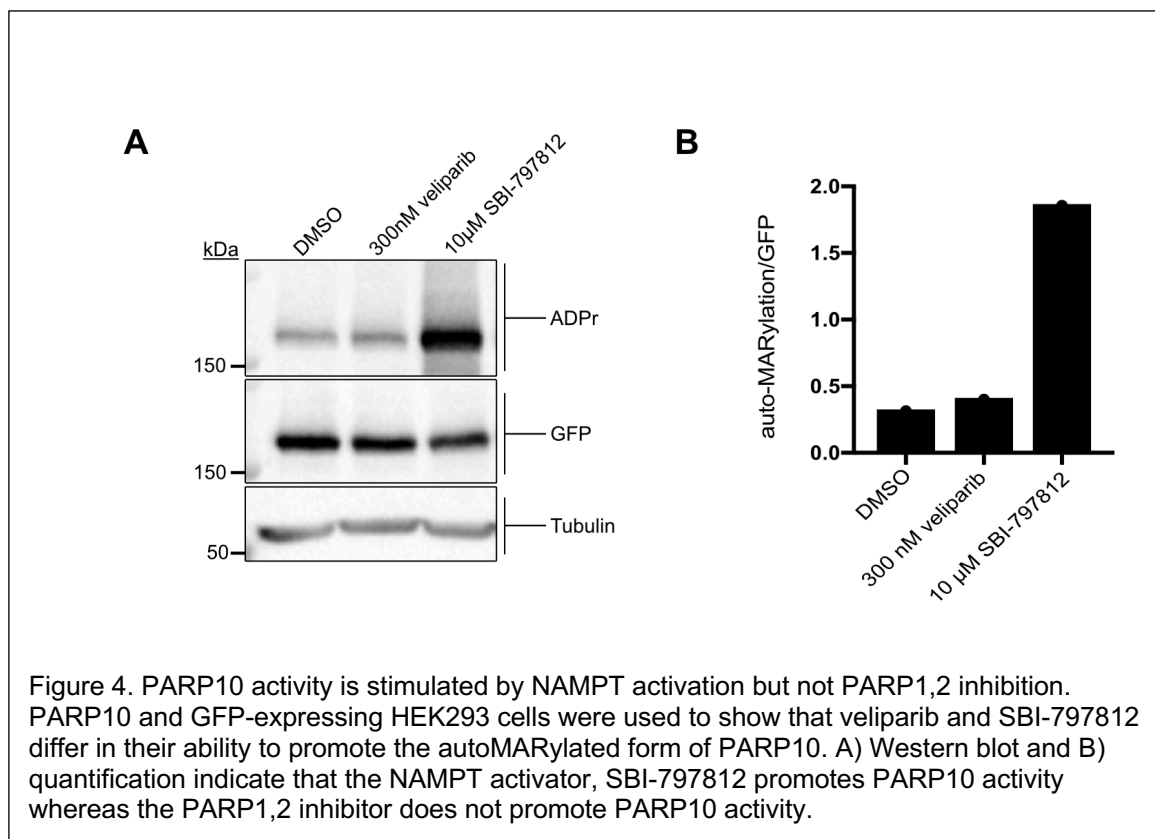 A
B
DMSO
300nM veliparib
10µM SBI-797812
kDa
ADPr
150
GFP
150
Tubulin
50
auto-MARylation/GFP
2.0
1.5
1.0
0.5
0.0
DMSO
300 nM veliparib
10 µM SBI-797812
Figure 4. PARP10 activity is stimulated by NAMPT activation but not PARP1,2 inhibition.
PARP10 and GFP-expressing HEK293 cells were used to show that veliparib and SBI-797812
differ in their ability to promote the autoMARylated form of PARP10. A) Western blot and B)
quantification indicate that the NAMPT activator, SBI-797812 promotes PARP10 activity
whereas the PARP1,2 inhibitor does not promote PARP10 activity.